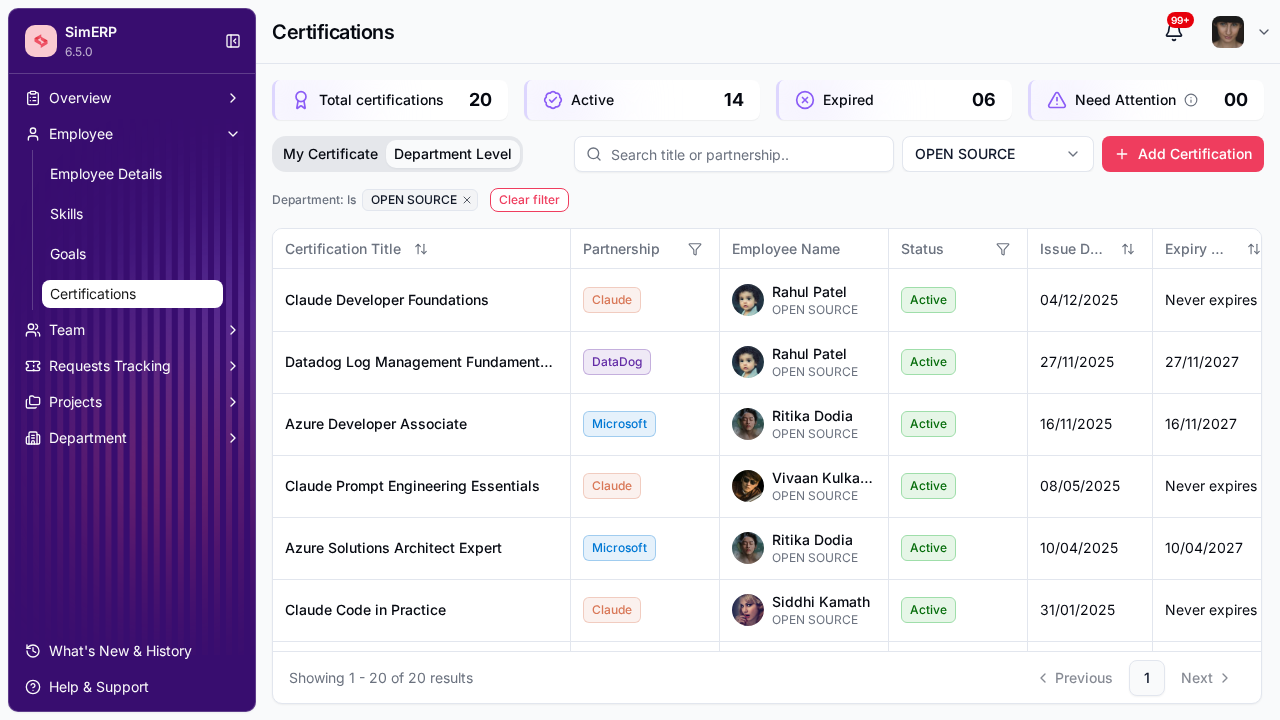 SimERP
6.5.0
Overview
Employee
Employee Details
Skills
Goals
Certifications
Team
Requests Tracking
Projects
Department
What's New & History
Help & Support
Certifications
99+
Total certifications 20
Active 14
Expired 06
Need Attention 00
My Certificate Department Level
Search title or partnership..
OPEN SOURCE
Add Certification
Department: Is OPEN SOURCE Clear filter
Certification Title Partnership Employee Name Status Issue D... Expiry ...
Claude Developer Foundations Claude Rahul Patel OPEN SOURCE Active 04/12/2025 Never expires
Datadog Log Management Fundament... DataDog Rahul Patel OPEN SOURCE Active 27/11/2025 27/11/2027
Azure Developer Associate Microsoft Ritika Dodia OPEN SOURCE Active 16/11/2025 16/11/2027
Claude Prompt Engineering Essentials Claude Vivaan Kulka... OPEN SOURCE Active 08/05/2025 Never expires
Azure Solutions Architect Expert Microsoft Ritika Dodia OPEN SOURCE Active 10/04/2025 10/04/2027
Claude Code in Practice Claude Siddhi Kamath OPEN SOURCE Active 31/01/2025 Never expires
Showing 1 - 20 of 20 results
Previous 1 Next